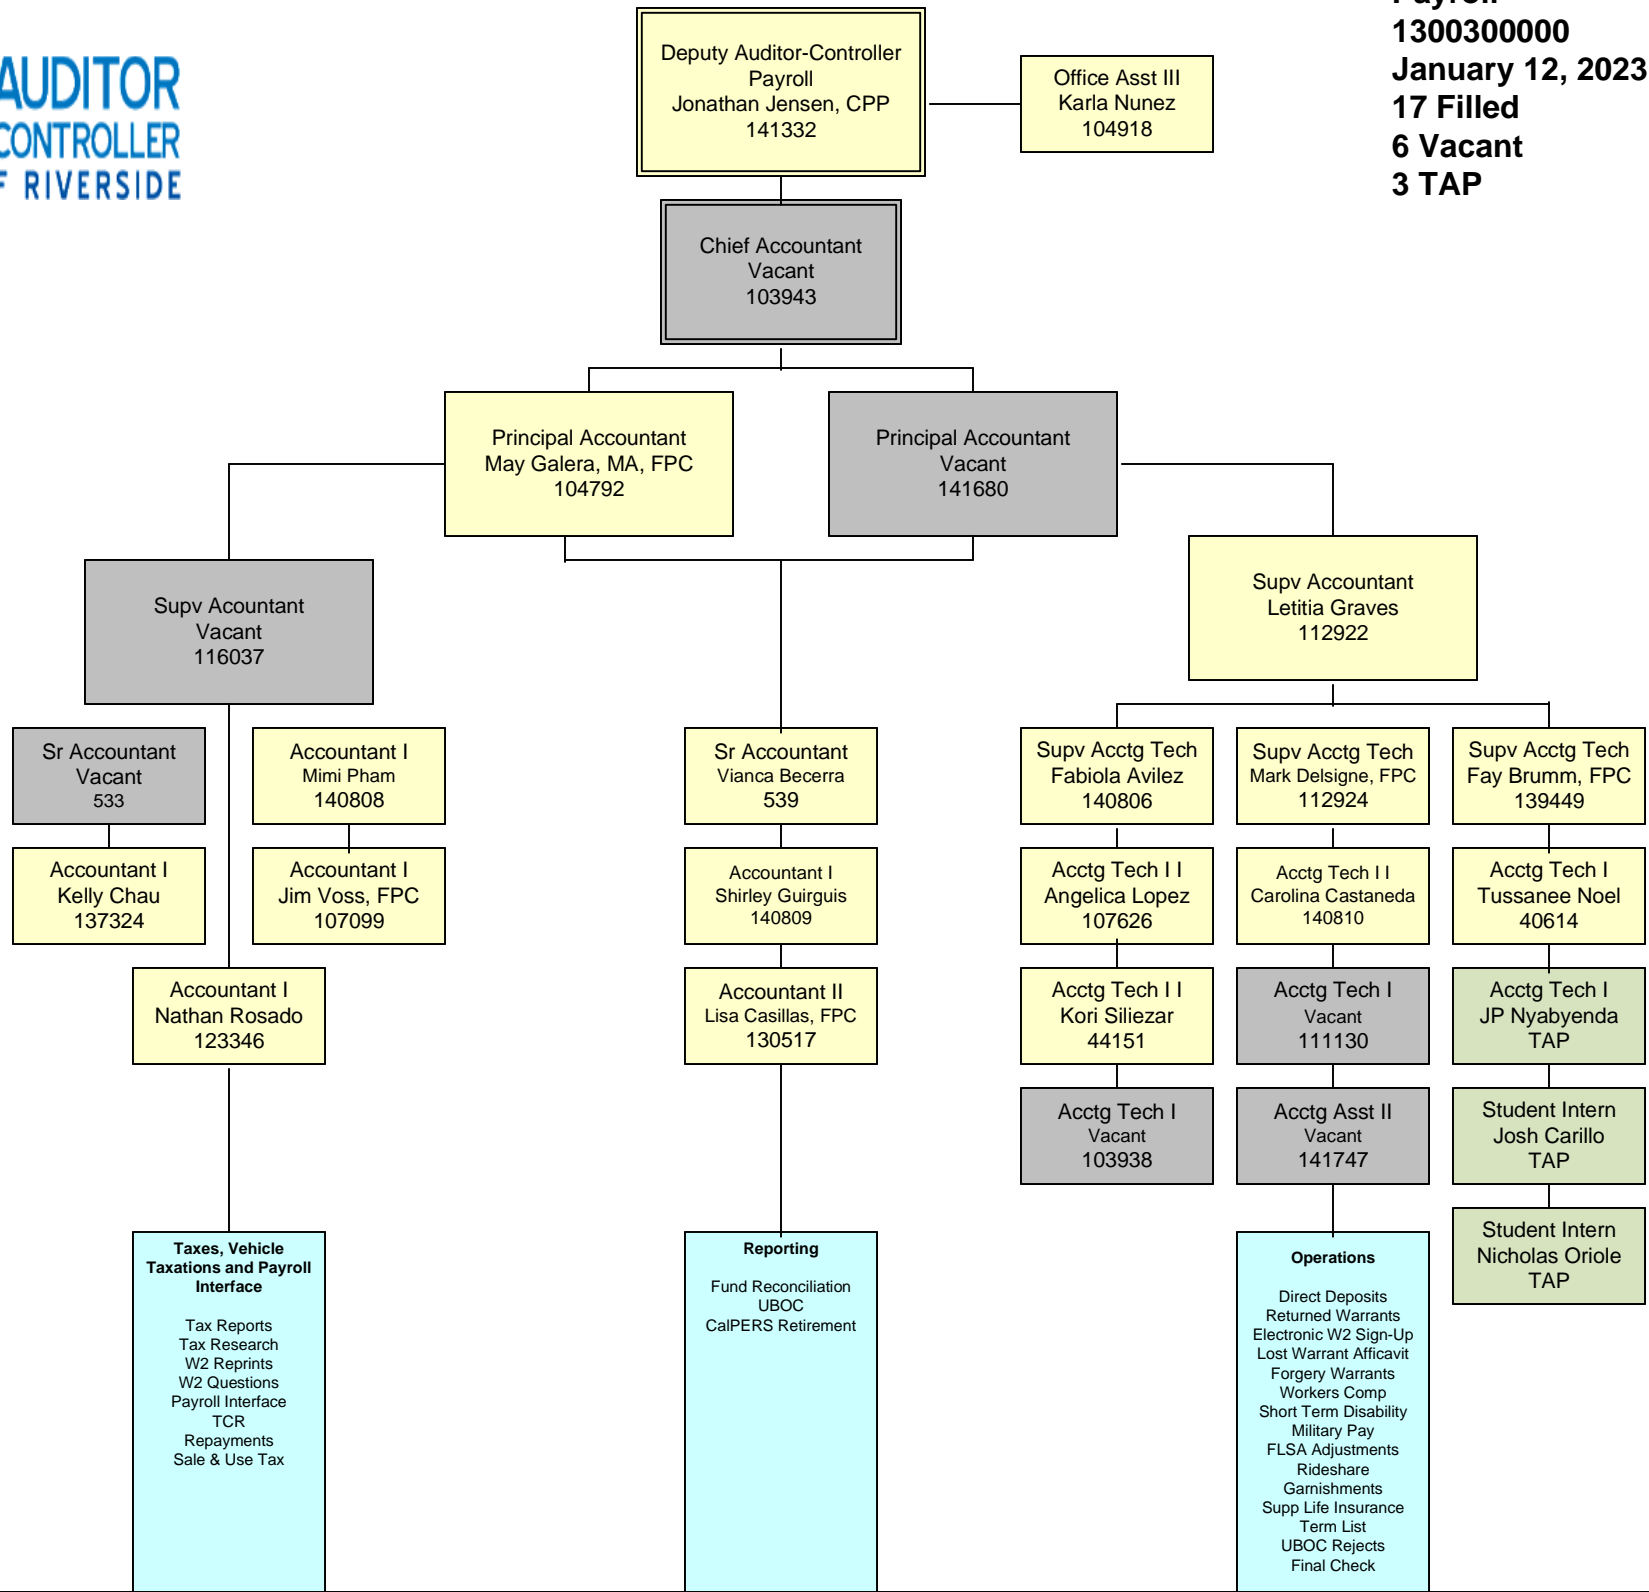 AUDITOR
CONTROLLER
F RIVERSIDE
Payroll
1300300000
January 12, 2023
17 Filled
6 Vacant
3 TAP
Deputy Auditor-Controller
Payroll
Jonathan Jensen, CPP
141332
Office Asst III
Karla Nunez
104918
Chief Accountant
Vacant
103943
Principal Accountant
May Galera, MA, FPC
104792
Principal Accountant
Vacant
141680
Supv Acountant
Vacant
116037
Supv Accountant
Letitia Graves
112922
Sr Accountant
Vacant
533
Accountant I
Mimi Pham
140808
Sr Accountant
Vianca Becerra
539
Supv Acctg Tech
Fabiola Avilez
140806
Supv Acctg Tech
Mark Delsigne, FPC
112924
Supv Acctg Tech
Fay Brumm, FPC
139449
Accountant I
Kelly Chau
137324
Accountant I
Jim Voss, FPC
107099
Accountant I
Shirley Guirguis
140809
Acctg Tech I I
Angelica Lopez
107626
Acctg Tech I I
Carolina Castaneda
140810
Acctg Tech I
Tussanee Noel
40614
Accountant I
Nathan Rosado
123346
Accountant II
Lisa Casillas, FPC
130517
Acctg Tech I I
Kori Siliezar
44151
Acctg Tech I
Vacant
111130
Acctg Tech I
JP Nyabyenda
TAP
Acctg Tech I
Vacant
103938
Acctg Asst II
Vacant
141747
Student Intern
Josh Carillo
TAP
Student Intern
Nicholas Oriole
TAP
Taxes, Vehicle
Taxations and Payroll
Interface
Tax Reports
Tax Research
W2 Reprints
W2 Questions
Payroll Interface
TCR
Repayments
Sale & Use Tax
Reporting
Fund Reconciliation
UBOC
CalPERS Retirement
Operations
Direct Deposits
Returned Warrants
Electronic W2 Sign-Up
Lost Warrant Afficavit
Forgery Warrants
Workers Comp
Short Term Disability
Military Pay
FLSA Adjustments
Rideshare
Garnishments
Supp Life Insurance
Term List
UBOC Rejects
Final Check